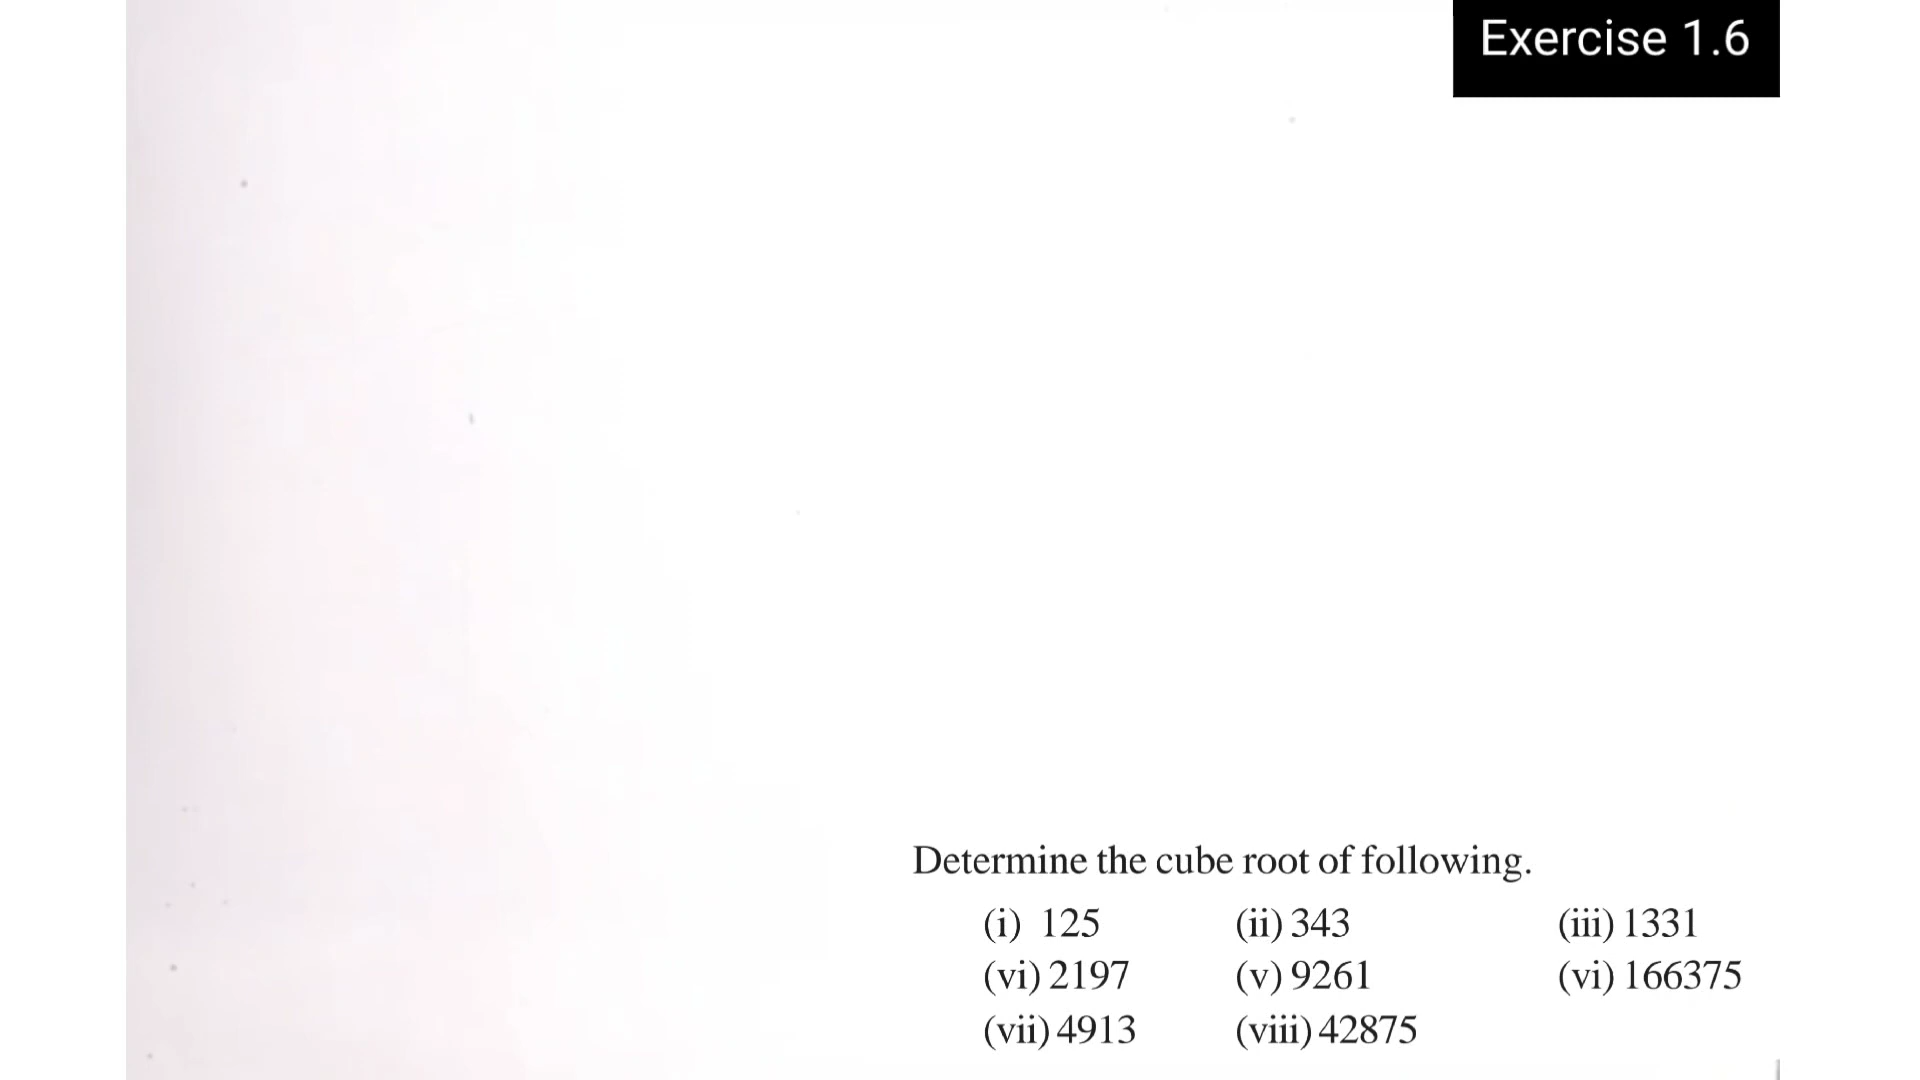 Exercise 1.6
Determine the cube root of following.
(i) 125 (ii) 343 (iii) 1331
(vi) 2197 (v) 9261 (vi) 166375
(vii) 4913 (viii) 42875